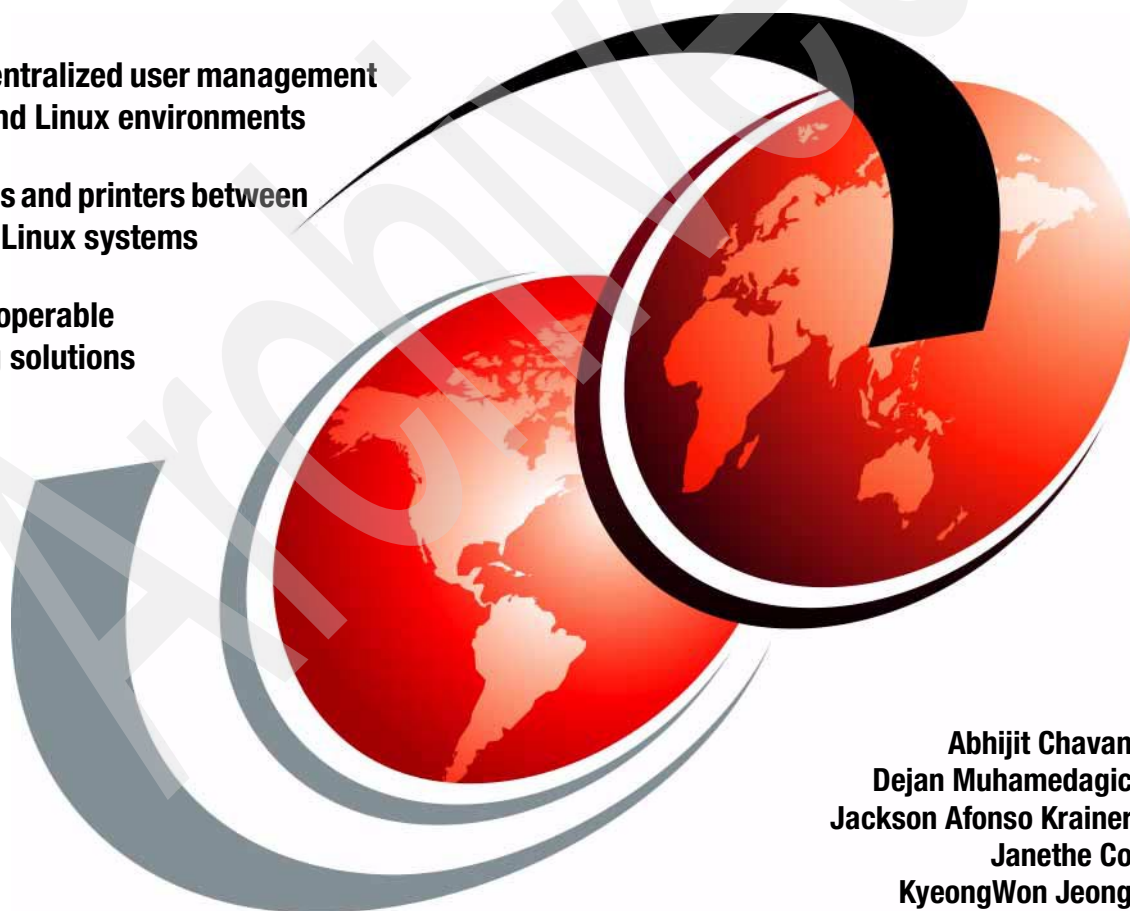 entralized user management
nd Linux environments
s and printers between
Linux systems
operable
solutions
Archived
Abhijit Chavan
Dejan Muhamedagic
Jackson Afonso Krainer
Janethe Co
KyeongWon Jeong